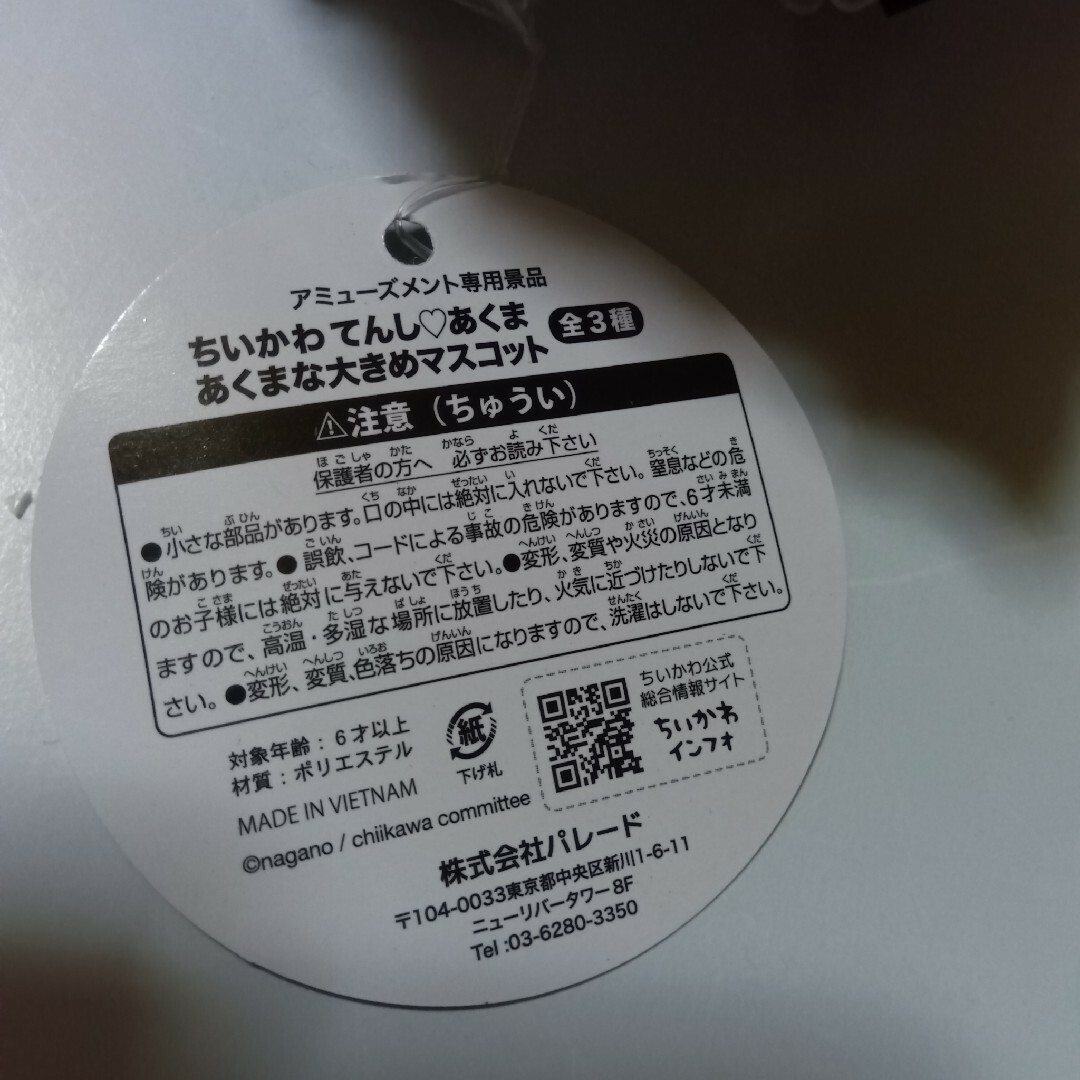 アミューズメント専用景品
ちいかわ てんし♡あくま
あくまな大きめマスコット 全3種
⚠注意（ちゅうい）
保護者の方へ 必ずお読み下さい
●小さな部品があります。口の中には絶対に入れないで下さい。窒息などの危
険があります。●誤飲、コードによる事故の危険がありますので、6才未満
のお子様には絶対に与えないで下さい。●変形、変質や火災の原因となり
ますので、高温・多湿な場所に放置したり、火気に近づけたりしないで下
さい。●変形、変質、色落ちの原因になりますので、洗濯はしないで下さい。
対象年齢：6才以上
材質：ポリエステル
MADE IN VIETNAM
©nagano / chiikawa committee
紙
下げ札
ちいかわ公式
総合情報サイト
ちいかわ
インフォ
株式会社パレード
〒104-0033東京都中央区新川1-6-11
ニューリバータワー8F
Tel :03-6280-3350